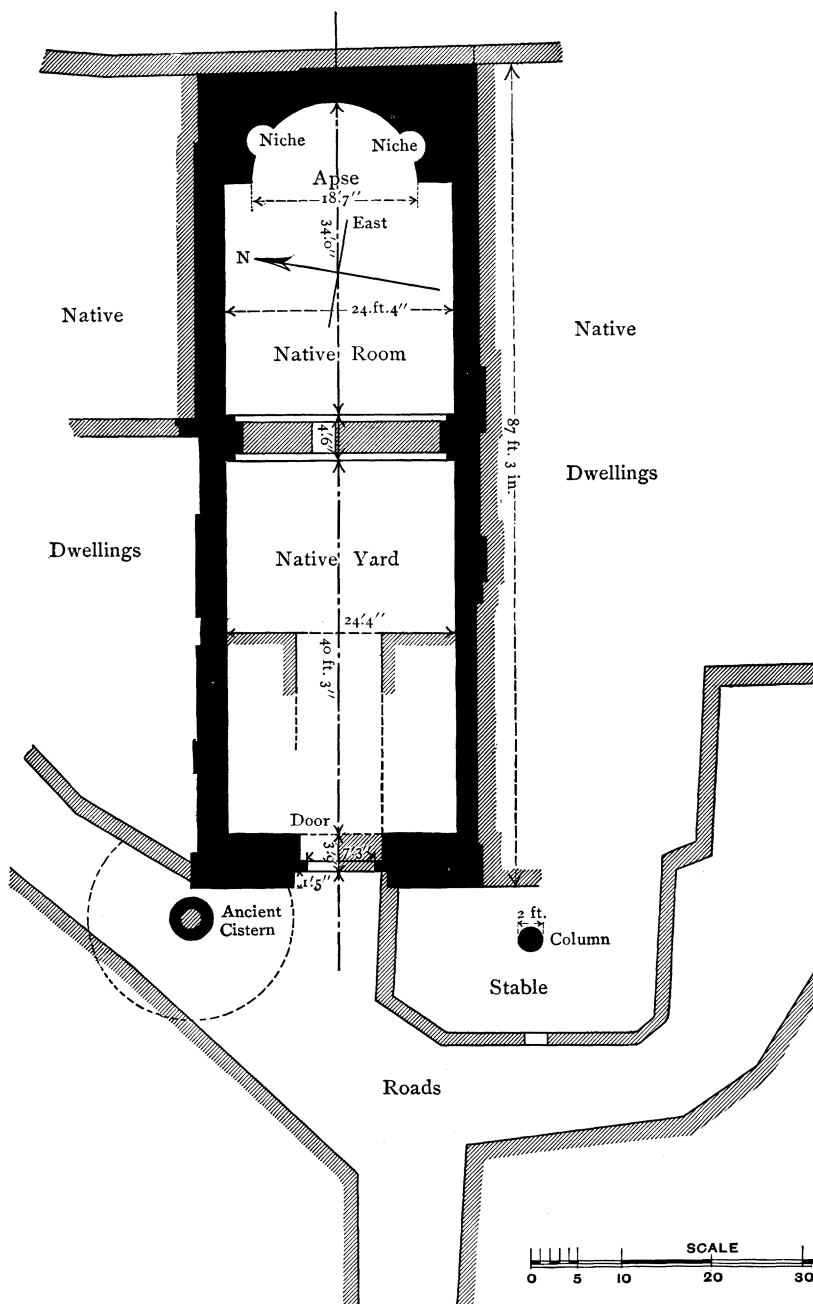 Niche
Niche
Apse
18'.7"
34'.0"
East
N
24.ft.4"
Native
Native Room
Native
4'.6"
87 ft. 3 in.
Dwellings
Dwellings
Native Yard
24'.4"
40 ft. 3"
Door
3'.9"
7'.3"
1'.5"
Ancient
Cistern
2 ft.
Column
Stable
Roads
SCALE
0 5 10 20 30